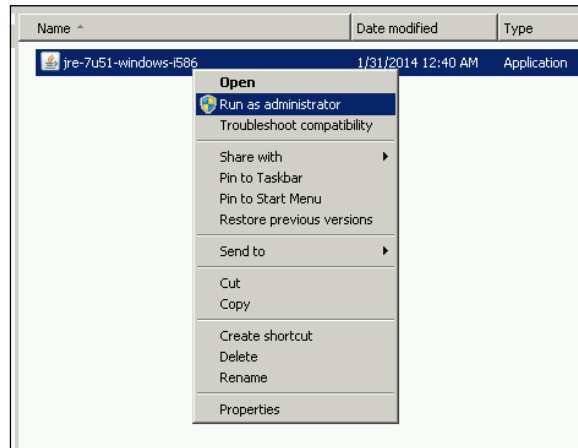 Name Date modified Type
jre-7u51-windows-i586 1/31/2014 12:40 AM Application
Open
Run as administrator
Troubleshoot compatibility
Share with
Pin to Taskbar
Pin to Start Menu
Restore previous versions
Send to
Cut
Copy
Create shortcut
Delete
Rename
Properties